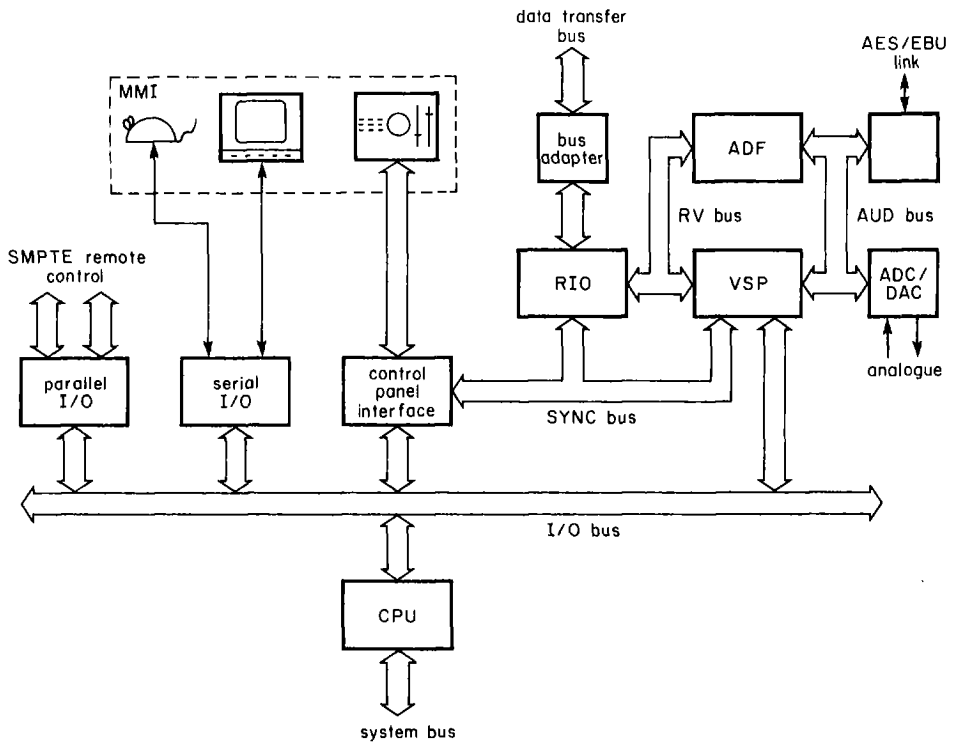 data transfer
bus
AES/EBU
link
MMI
bus
adapter
ADF
RV bus
AUD bus
SMPTE remote
control
RIO
VSP
ADC/
DAC
parallel
I/O
serial
I/O
control
panel
interface
analogue
SYNC bus
I/O bus
CPU
system bus